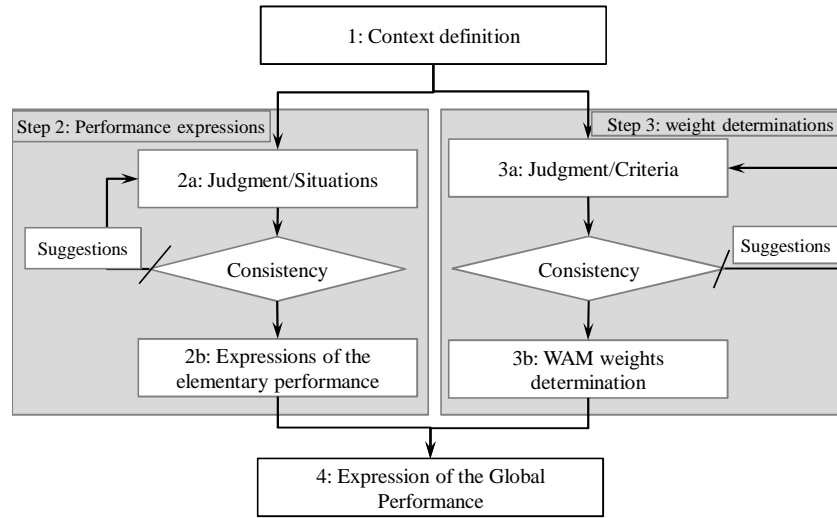 1: Context definition
Step 2: Performance expressions
2a: Judgment/Situations
Suggestions
Consistency
2b: Expressions of the
elementary performance
Step 3: weight determinations
3a: Judgment/Criteria
Suggestions
Consistency
3b: WAM weights
determination
4: Expression of the Global
Performance